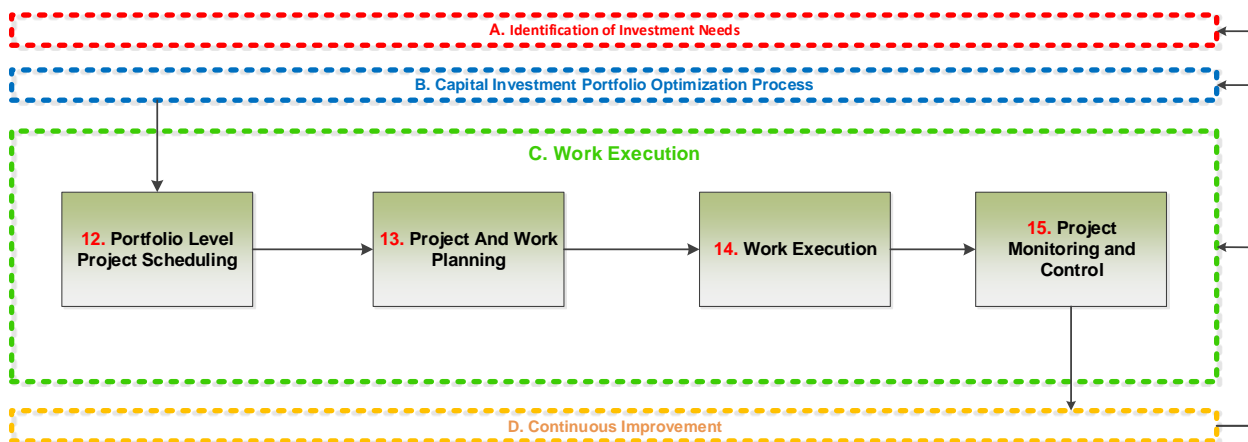 A. Identification of Investment Needs
B. Capital Investment Portfolio Optimization Process
C. Work Execution
12. Portfolio Level
Project Scheduling
13. Project And Work
Planning
14. Work Execution
15. Project
Monitoring and
Control
D. Continuous Improvement